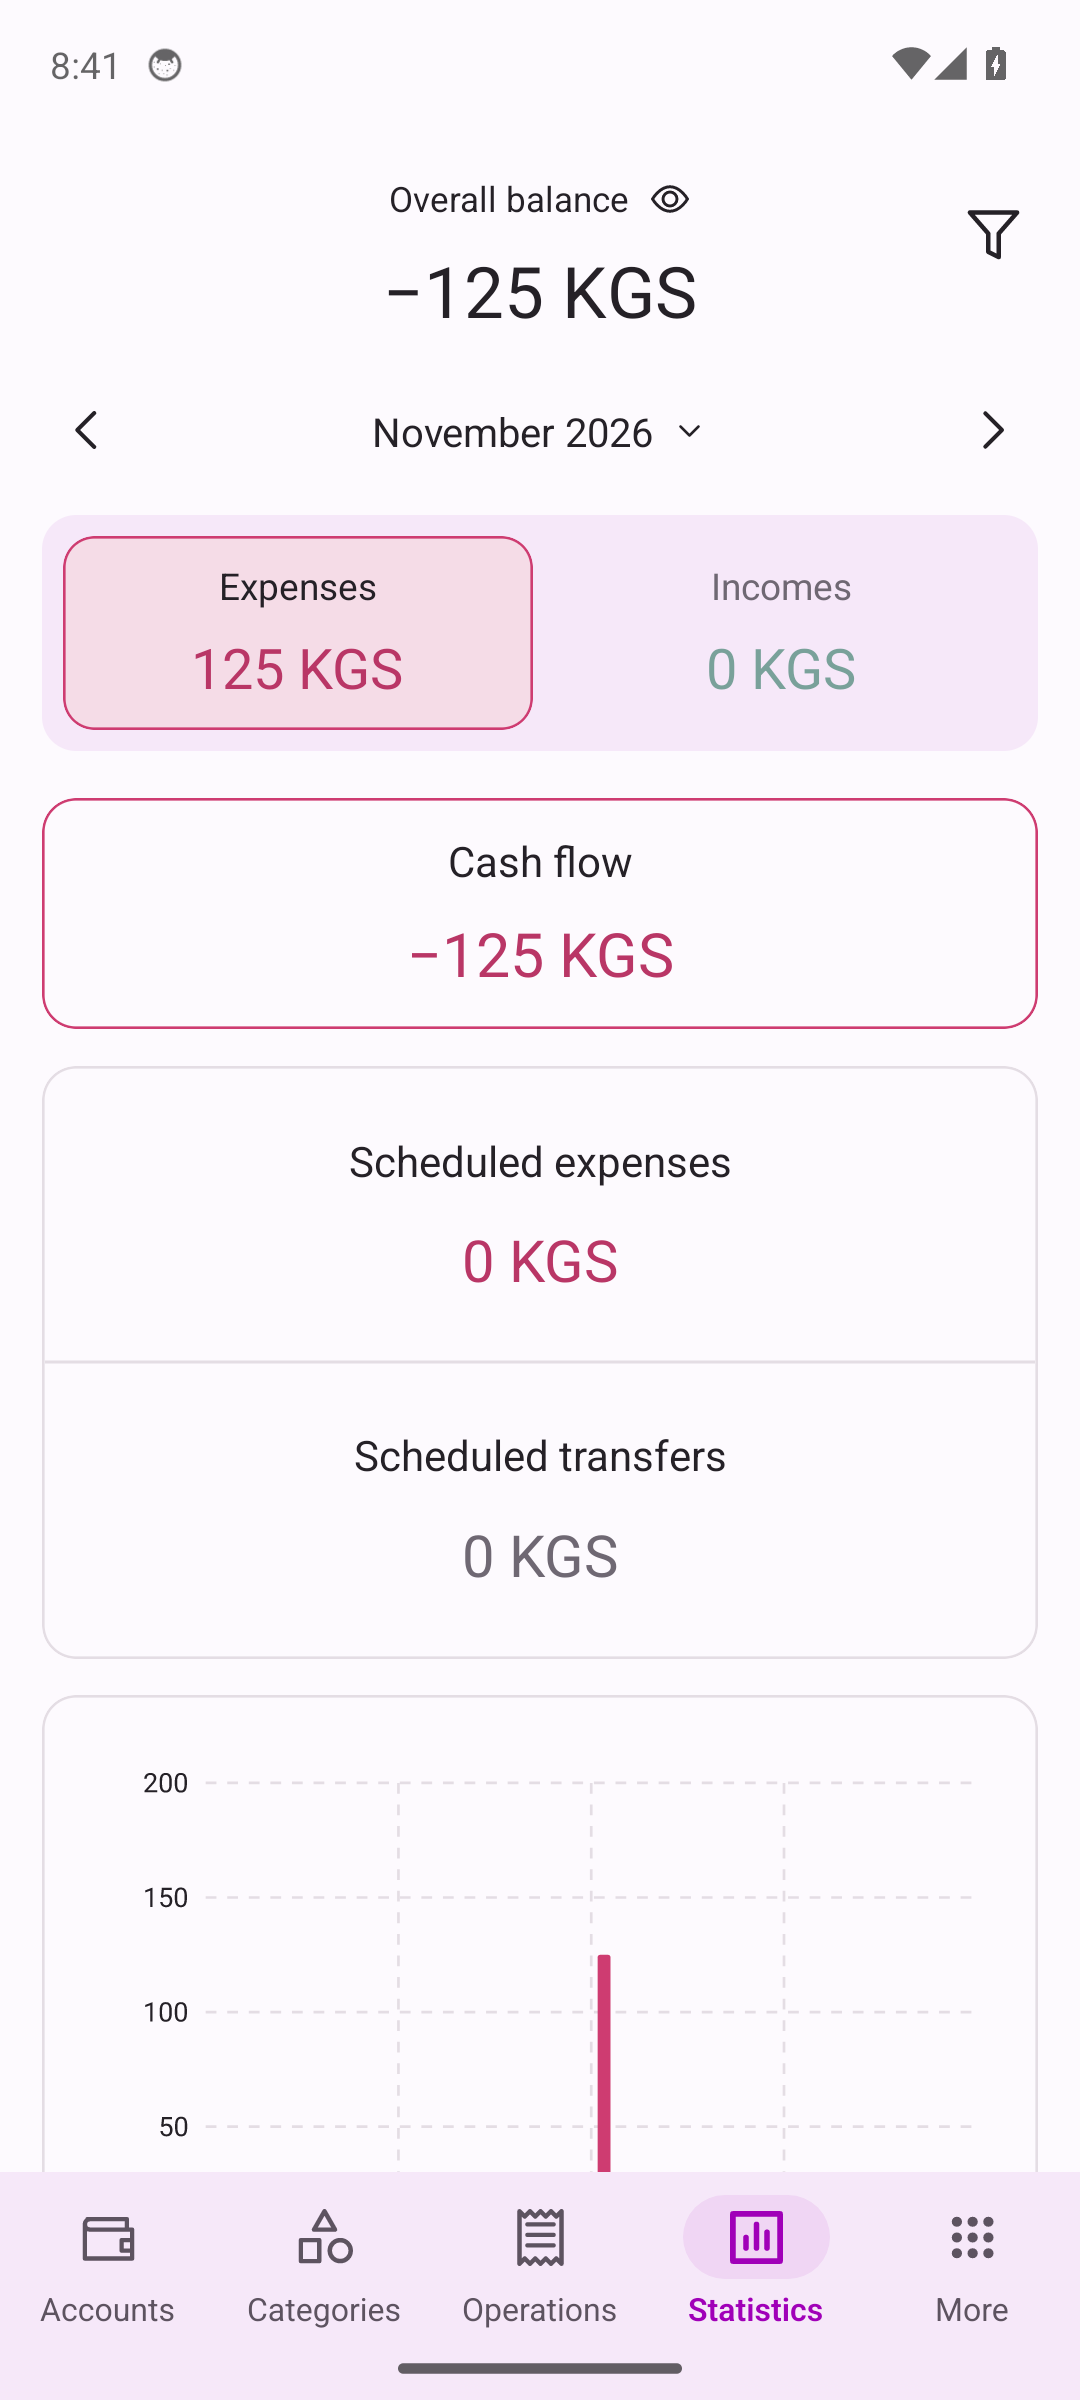 8:41
Overall balance
−125 KGS
November 2026
Expenses
125 KGS
Incomes
0 KGS
Cash flow
−125 KGS
Scheduled expenses
0 KGS
Scheduled transfers
0 KGS
200
150
100
50
Accounts
Categories
Operations
Statistics
More